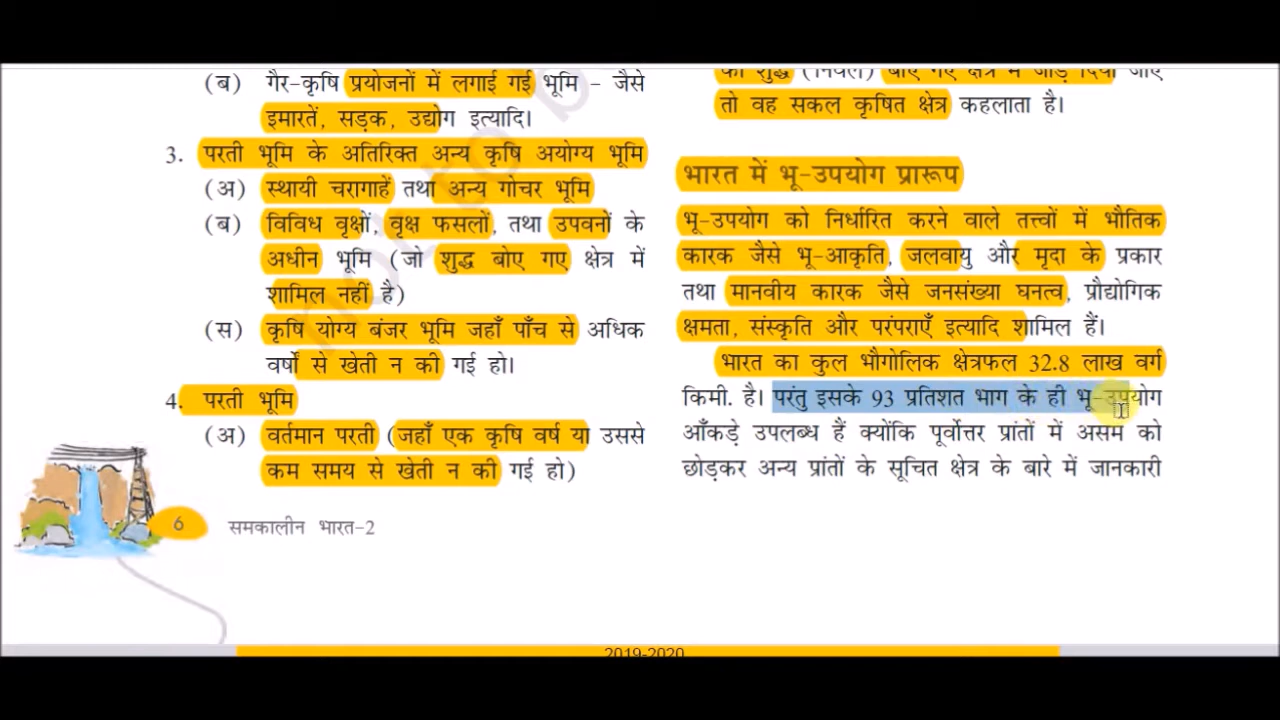 (ब) गैर-कृषि प्रयोजनों में लगाई गई भूमि – जैसे
इमारतें, सड़क, उद्योग इत्यादि।
3. परती भूमि के अतिरिक्त अन्य कृषि अयोग्य भूमि
(अ) स्थायी चरागाहें तथा अन्य गोचर भूमि
(ब) विविध वृक्षों, वृक्ष फसलों, तथा उपवनों के
अधीन भूमि (जो शुद्ध बोए गए क्षेत्र में
शामिल नहीं है)
(स) कृषि योग्य बंजर भूमि जहाँ पाँच से अधिक
वर्षों से खेती न की गई हो।
4. परती भूमि
(अ) वर्तमान परती (जहाँ एक कृषि वर्ष या उससे
कम समय से खेती न की गई हो)
6 समकालीन भारत-2
को शुद्ध (निवल) बोए गए क्षेत्र में जोड़ दिया जाए
तो वह सकल कृषित क्षेत्र कहलाता है।
भारत में भू-उपयोग प्रारूप
भू-उपयोग को निर्धारित करने वाले तत्त्वों में भौतिक
कारक जैसे भू-आकृति, जलवायु और मृदा के प्रकार
तथा मानवीय कारक जैसे जनसंख्या घनत्व, प्रौद्योगिक
क्षमता, संस्कृति और परंपराएँ इत्यादि शामिल हैं।
भारत का कुल भौगोलिक क्षेत्रफल 32.8 लाख वर्ग
किमी. है। परंतु इसके 93 प्रतिशत भाग के ही भू-उपयोग
आँकड़े उपलब्ध हैं क्योंकि पूर्वोत्तर प्रांतों में असम को
छोड़कर अन्य प्रांतों के सूचित क्षेत्र के बारे में जानकारी
2019-2020